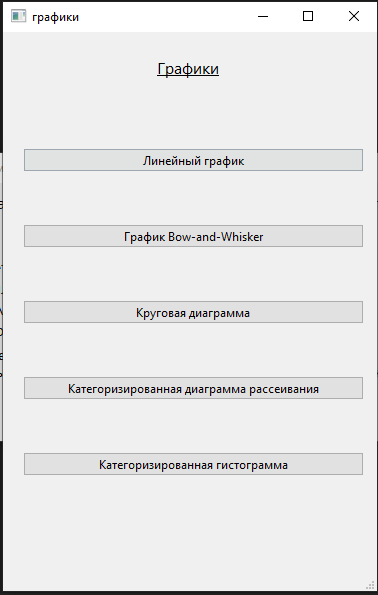 графики
Графики
Линейный график
График Bow-and-Whisker
Круговая диаграмма
Категоризированная диаграмма рассеивания
Категоризированная гистограмма